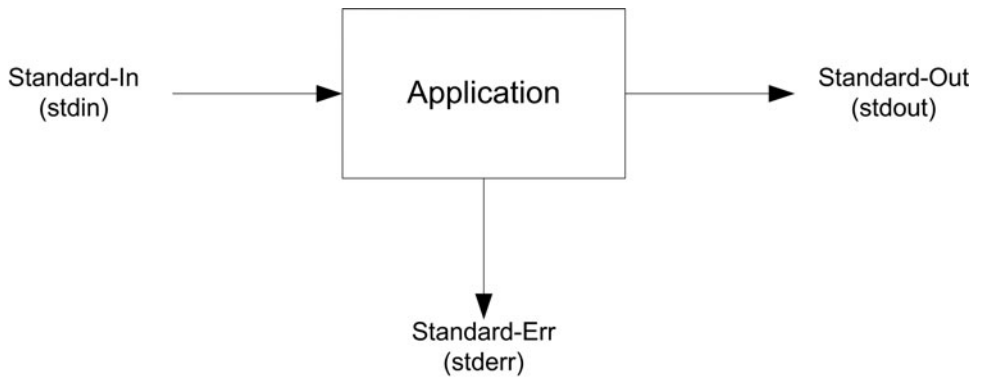 Standard-In
(stdin)
Application
Standard-Out
(stdout)
Standard-Err
(stderr)